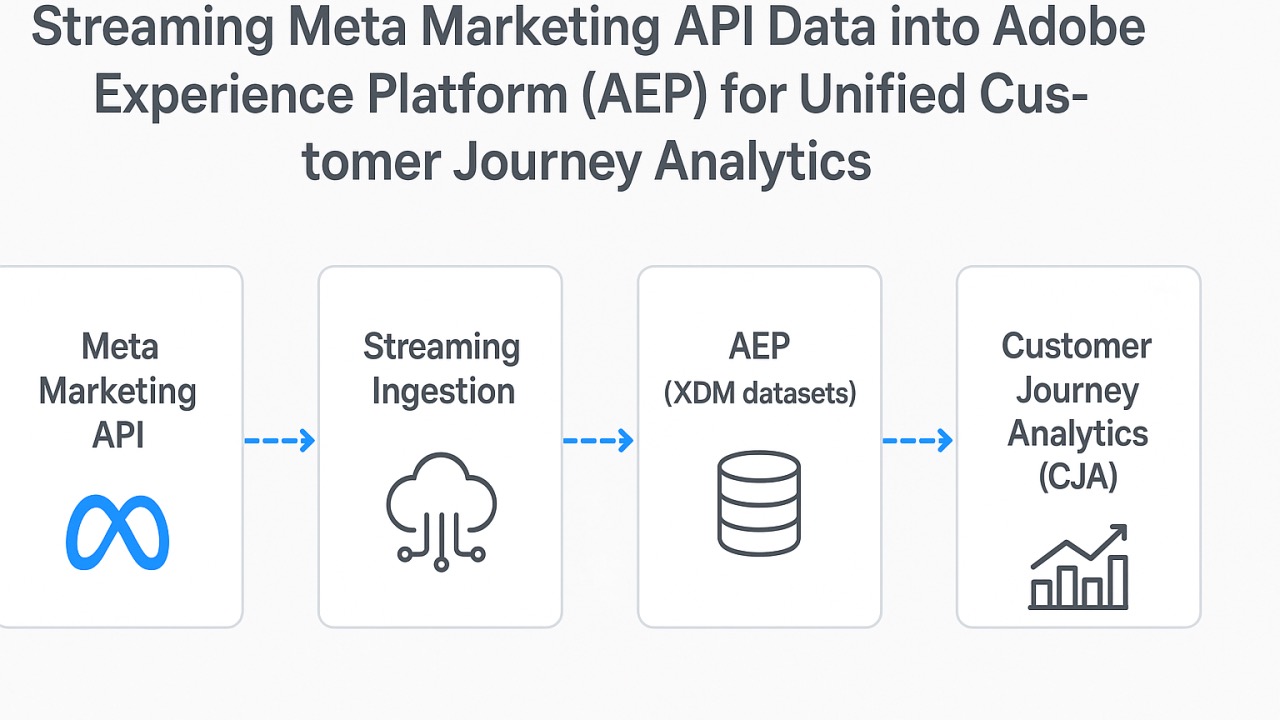 Streaming Meta Marketing API Data into Adobe
Experience Platform (AEP) for Unified Cus-
tomer Journey Analytics
Meta
Marketing
API
Streaming
Ingestion
AEP
(XDM datasets)
Customer
Journey
Analytics
(CJA)